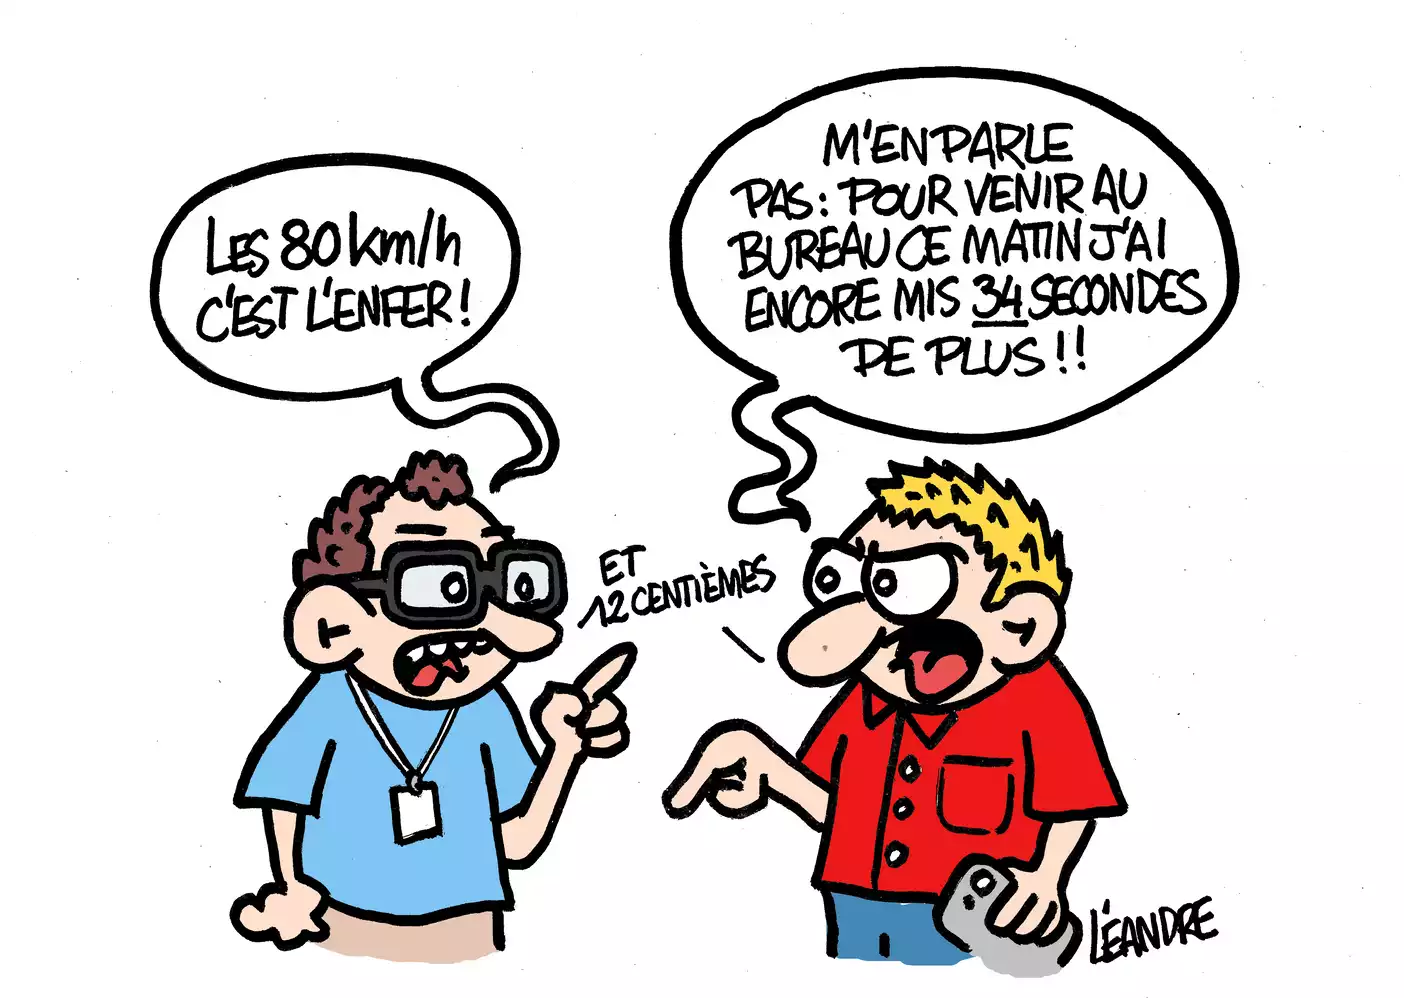 LES 80 km/h
C'EST L'ENFER !
M'EN PARLE
PAS : POUR VENIR AU
BUREAU CE MATIN J'AI
ENCORE MIS 34 SECONDES
DE PLUS !!
ET
12 CENTIÈMES
LÉANDRE